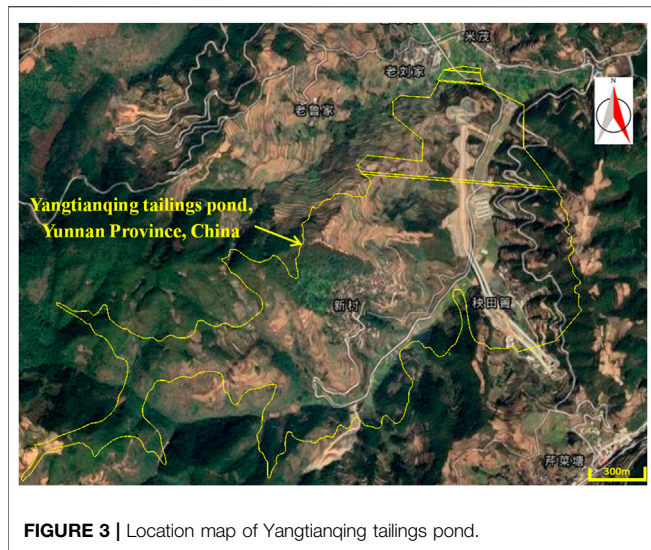 米茂
老刘家
老鲁家
N
Yangtianqing tailings pond,
Yunnan Province, China
新村
秧田箐
芹菜塘
300m
FIGURE 3 | Location map of Yangtianqing tailings pond.